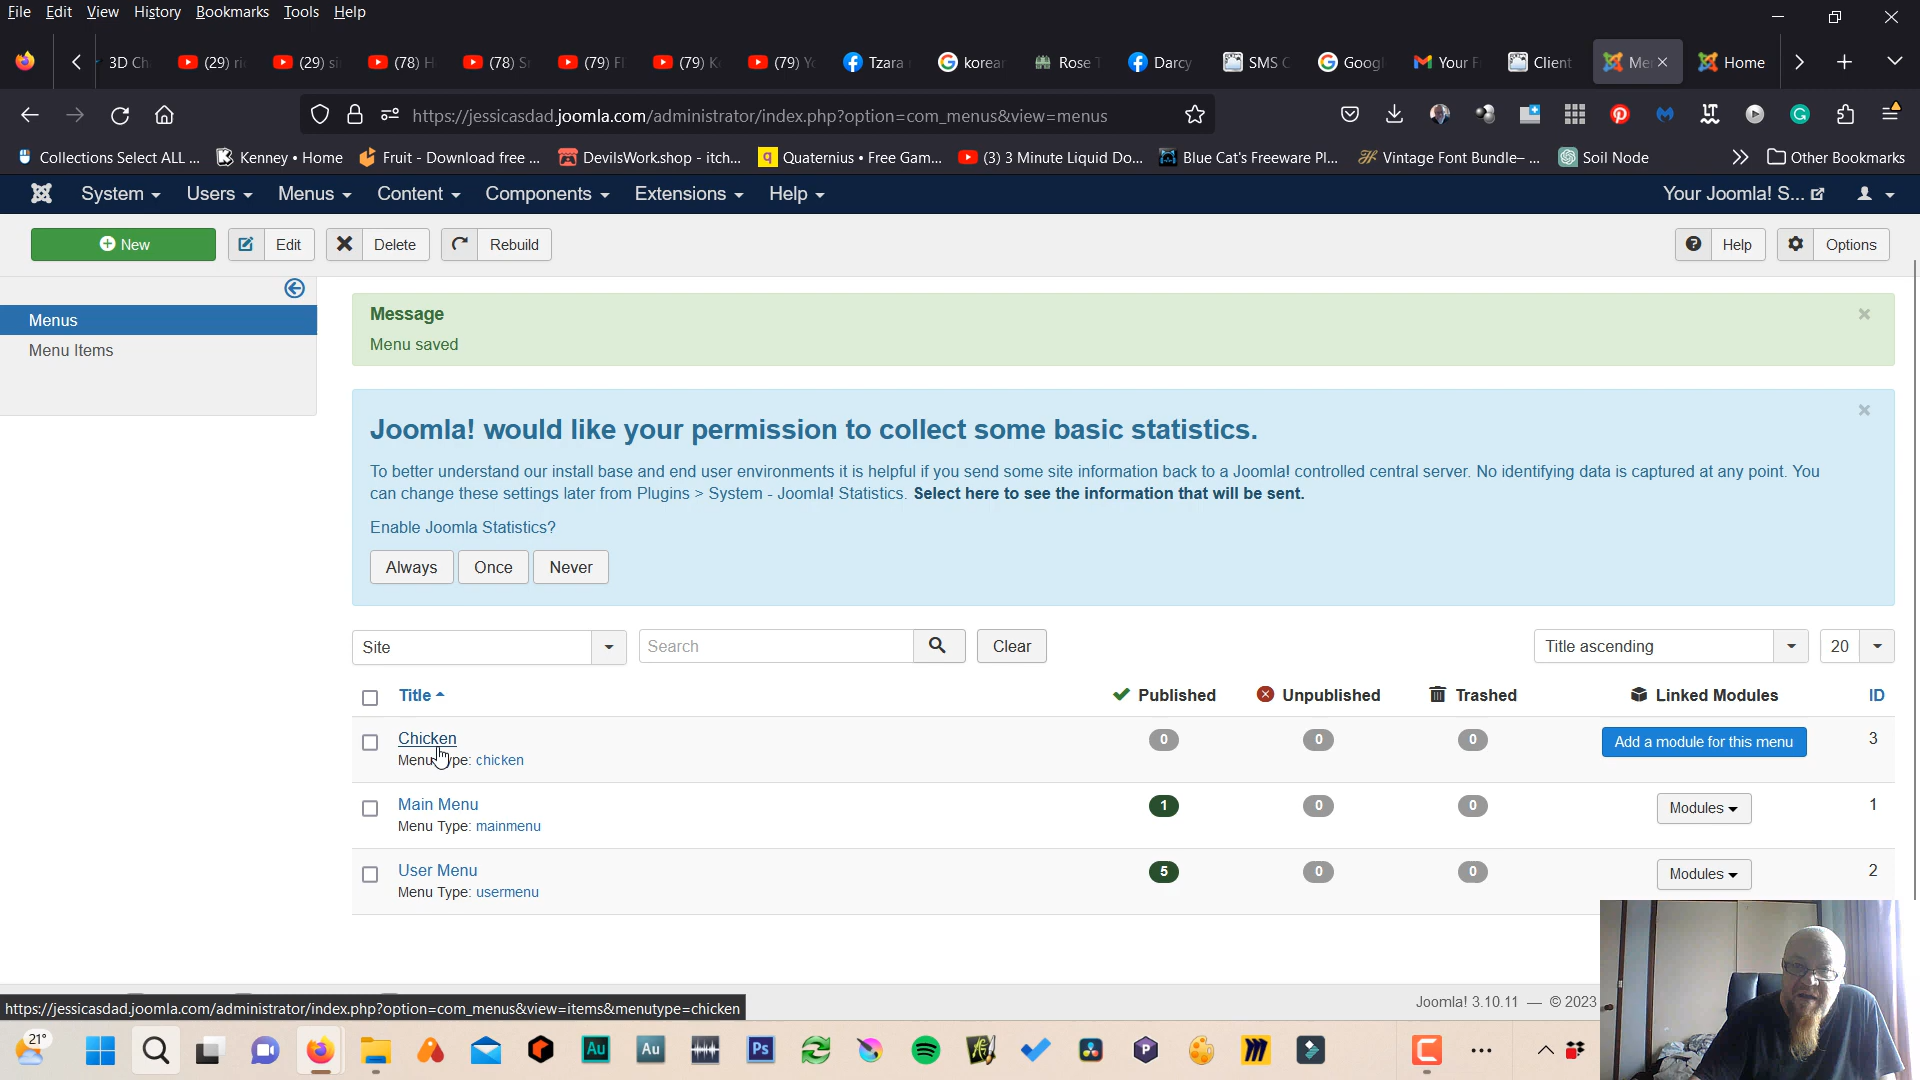 File Edit View History Bookmarks Tools Help
3D Ch (29) ri (29) si (78) H (78) S (79) Fl (79) K (79) Y Tzara korean Rose T Darcy SMS C Goog Your F Client Me Home
https://jessicasdad.joomla.com/administrator/index.php?option=com_menus&view=menus
Collections Select ALL ... Kenney • Home Fruit - Download free ... DevilsWork.shop - itch... Quaternius • Free Gam... (3) 3 Minute Liquid Do... Blue Cat's Freeware Pl... Vintage Font Bundle– ... Soil Node Other Bookmarks
System Users Menus Content Components Extensions Help Your Joomla! S...
New Edit Delete Rebuild Help Options
Menus
Menu Items
Message
Menu saved
Joomla! would like your permission to collect some basic statistics.
To better understand our install base and end user environments it is helpful if you send some site information back to a Joomla! controlled central server. No identifying data is captured at any point. You
can change these settings later from Plugins > System - Joomla! Statistics. Select here to see the information that will be sent.
Enable Joomla Statistics?
Always Once Never
Site Search Clear Title ascending 20
Title Published Unpublished Trashed Linked Modules ID
Chicken 0 0 0 Add a module for this menu 3
Menu Type: chicken
Main Menu 1 0 0 Modules 1
Menu Type: mainmenu
User Menu 5 0 0 Modules 2
Menu Type: usermenu
https://jessicasdad.joomla.com/administrator/index.php?option=com_menus&view=items&menutype=chicken
Joomla! 3.10.11 — © 2023
21°
Au Au Ps